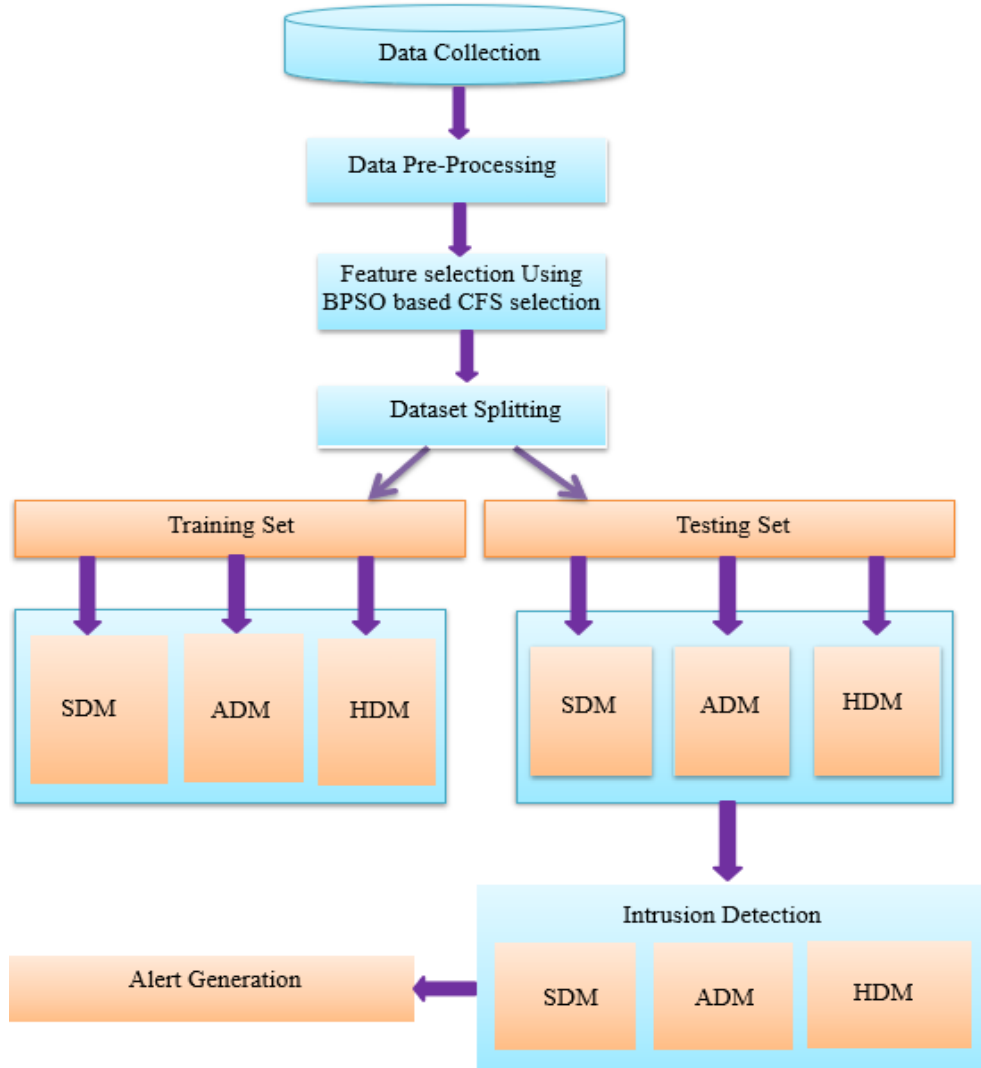 Data Collection
Data Pre-Processing
Feature selection Using
BPSO based CFS selection
Dataset Splitting
Training Set
Testing Set
SDM
ADM
HDM
SDM
ADM
HDM
Intrusion Detection
SDM
ADM
HDM
Alert Generation